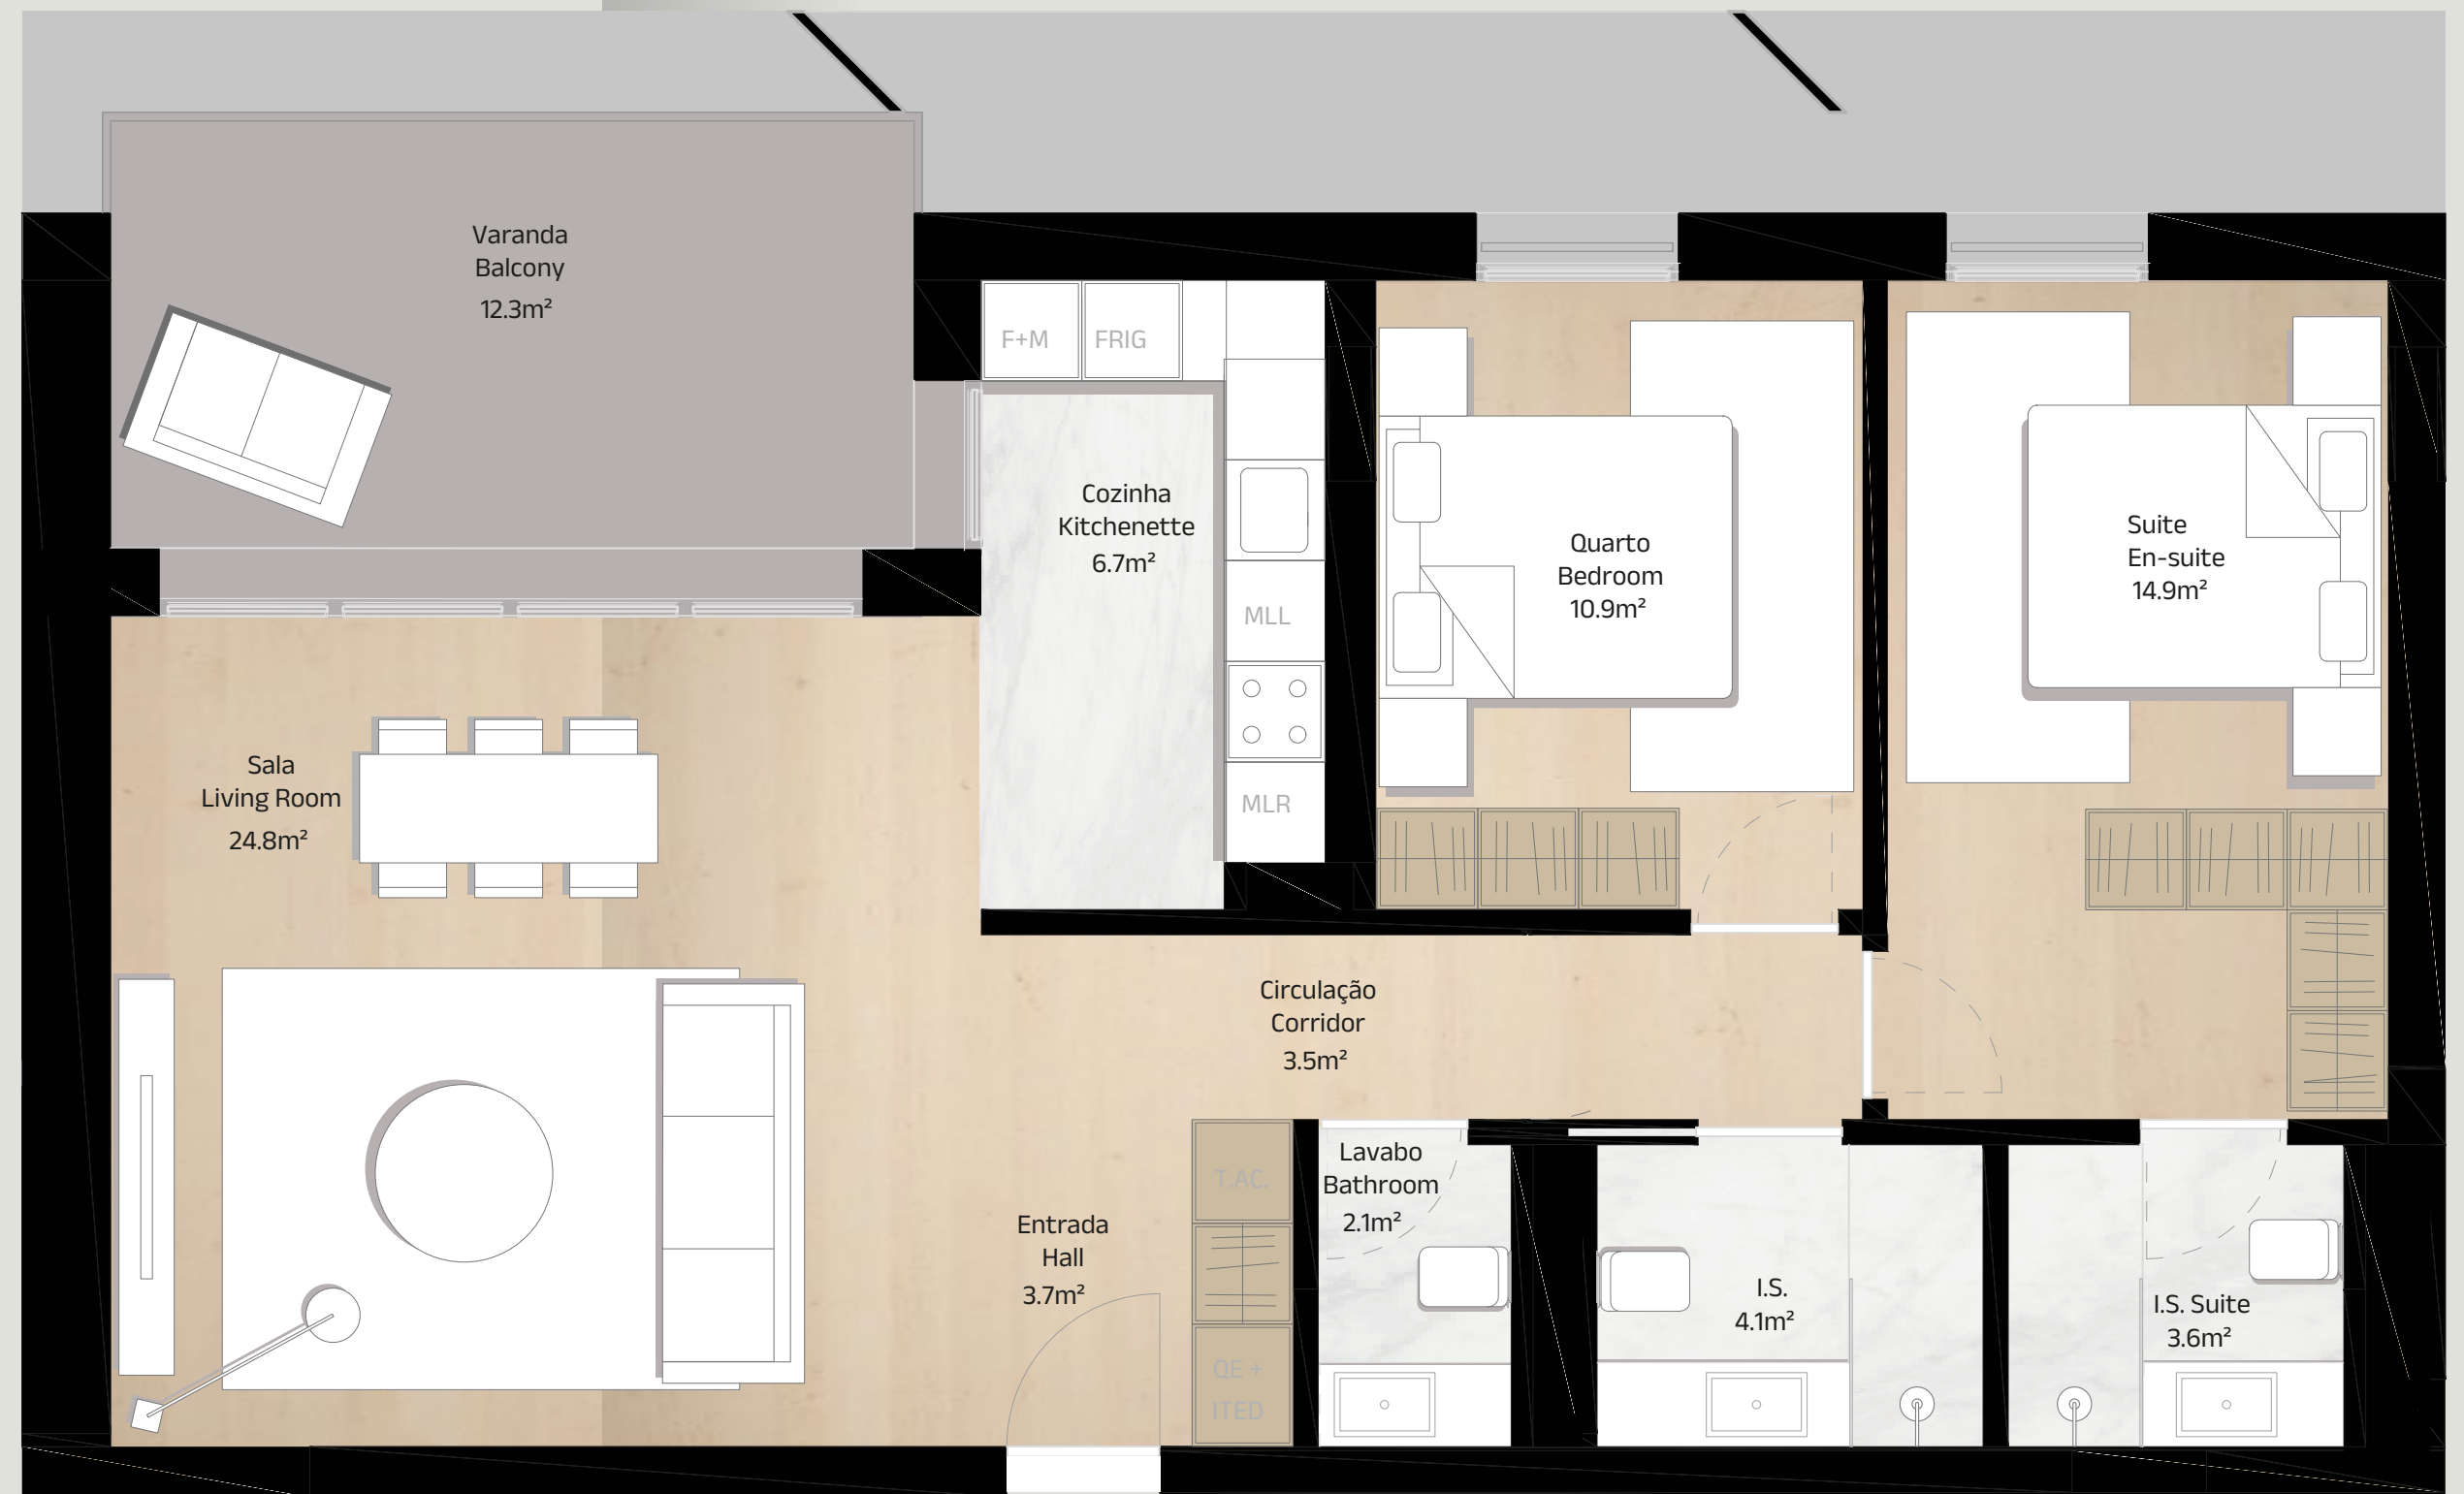 Varanda
Balcony
12.3m²
F+M
FRIG
Cozinha
Kitchenette
6.7m²
MLL
MLR
Quarto
Bedroom
10.9m²
Suite
En-suite
14.9m²
Sala
Living Room
24.8m²
Circulação
Corridor
3.5m²
Entrada
Hall
3.7m²
T.AC.
QE +
ITED
Lavabo
Bathroom
2.1m²
I.S.
4.1m²
I.S. Suite
3.6m²